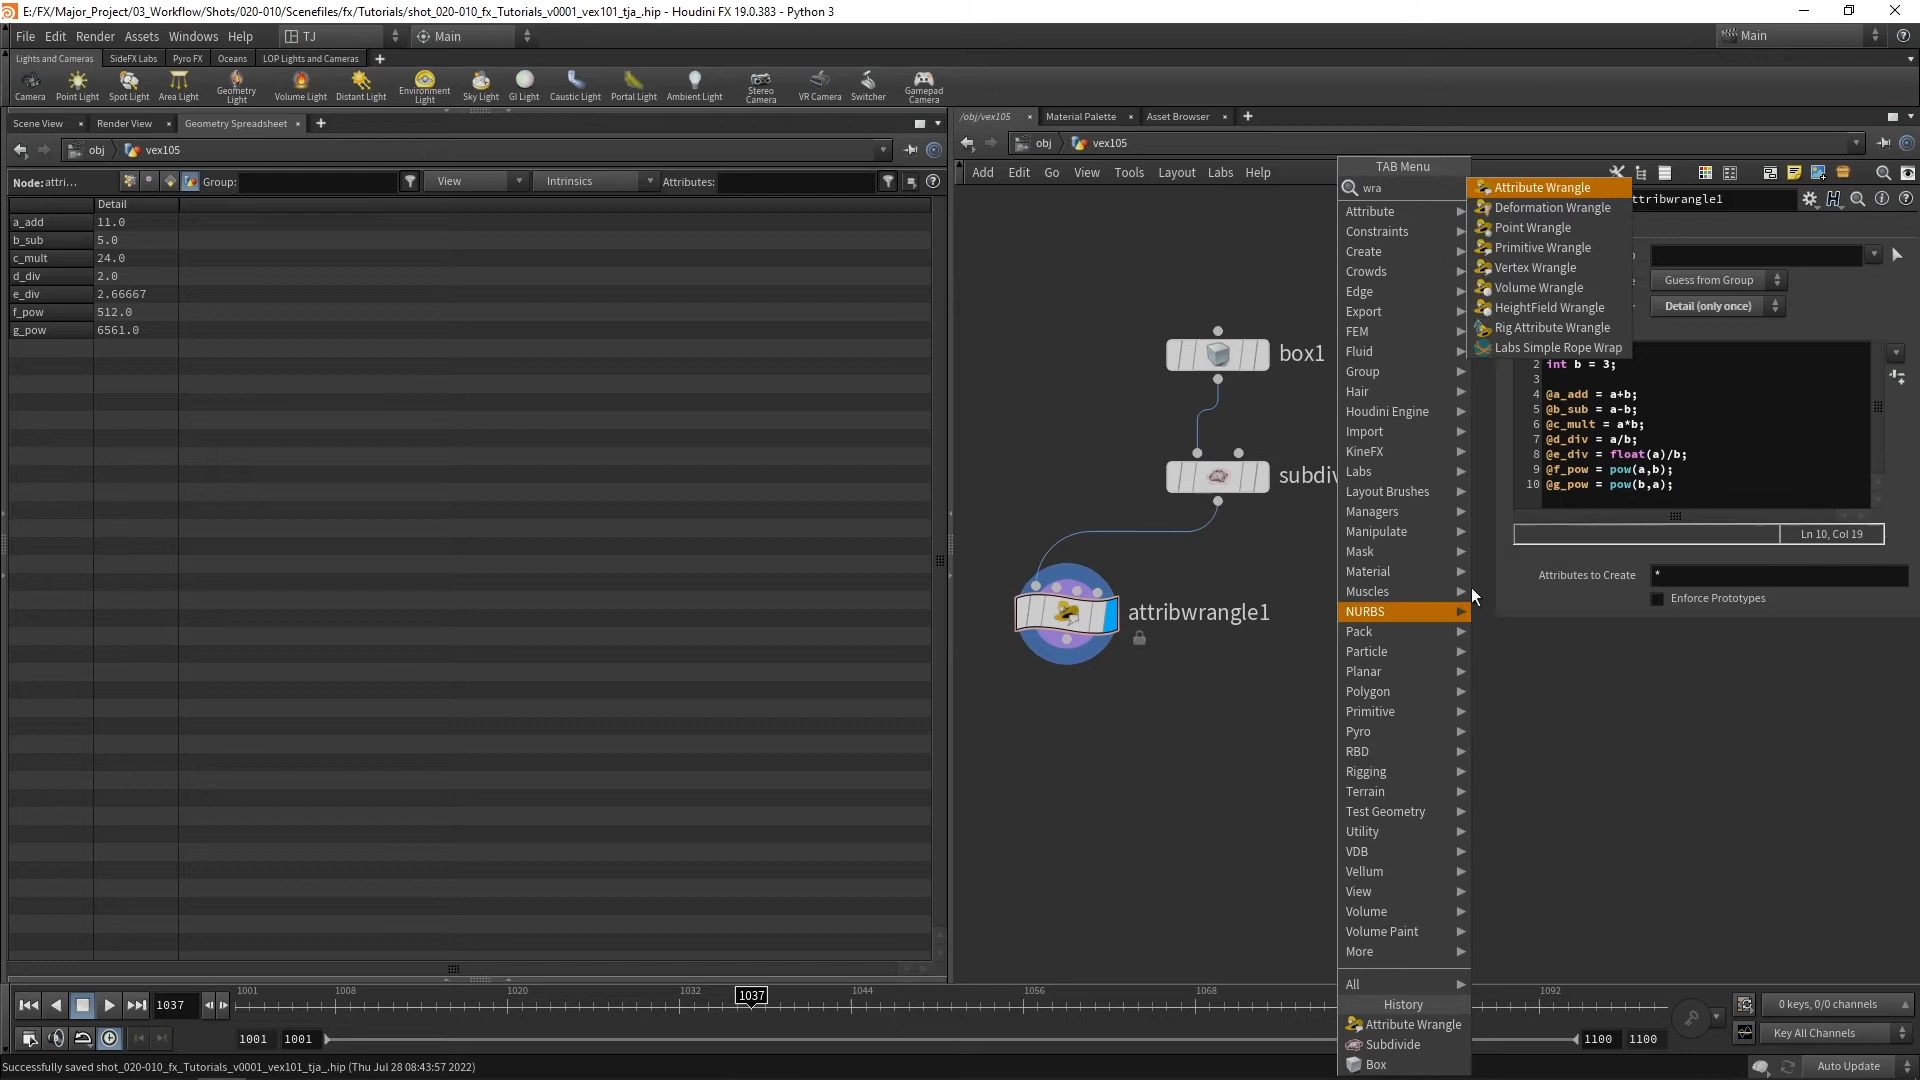 E:/FX/Major_Project/03_Workflow/Shots/020-010/Scenefiles/fx/Tutorials/shot_020-010_fx_Tutorials_v0001_vex101_tja_.hip - Houdini FX 19.0.383 - Python 3
File Edit Render Assets Windows Help TJ Main Main
Lights and Cameras SideFX Labs Pyro FX Oceans LOP Lights and Cameras
Camera Point Light Spot Light Area Light Geometry Light Volume Light Distant Light Environment Light Sky Light GI Light Caustic Light Portal Light Ambient Light Stereo Camera VR Camera Switcher Gamepad Camera
Scene View Render View Geometry Spreadsheet
obj vex105
Node: attri... Group: View Intrinsics Attributes:
Detail
a_add 11.0
b_sub 5.0
c_mult 24.0
d_div 2.0
e_div 2.66667
f_pow 512.0
g_pow 6561.0
/obj/vex105 Material Palette Asset Browser
obj vex105
Add Edit Go View Tools Layout Labs Help
box1
subdiv
attribwrangle1
TAB Menu
wra
Attribute
Constraints
Create
Crowds
Edge
Export
FEM
Fluid
Group
Hair
Houdini Engine
Import
KineFX
Labs
Layout Brushes
Managers
Manipulate
Mask
Material
Muscles
NURBS
Pack
Particle
Planar
Polygon
Primitive
Pyro
RBD
Rigging
Terrain
Test Geometry
Utility
VDB
Vellum
View
Volume
Volume Paint
More
All
History
Attribute Wrangle
Subdivide
Box
Attribute Wrangle
Deformation Wrangle
Point Wrangle
Primitive Wrangle
Vertex Wrangle
Volume Wrangle
HeightField Wrangle
Rig Attribute Wrangle
Labs Simple Rope Wrap
ttribwrangle1
Guess from Group
Detail (only once)
2 int b = 3;
3
4 @a_add = a+b;
5 @b_sub = a-b;
6 @c_mult = a*b;
7 @d_div = a/b;
8 @e_div = float(a)/b;
9 @f_pow = pow(a,b);
10 @g_pow = pow(b,a);
Ln 10, Col 19
Attributes to Create *
Enforce Prototypes
1037 1001 1008 1020 1032 1037 1044 1056 1068 1092
0 keys, 0/0 channels
1001 1001 1100 1100 Key All Channels
Successfully saved shot_020-010_fx_Tutorials_v0001_vex101_tja_.hip (Thu Jul 28 08:43:57 2022) Auto Update